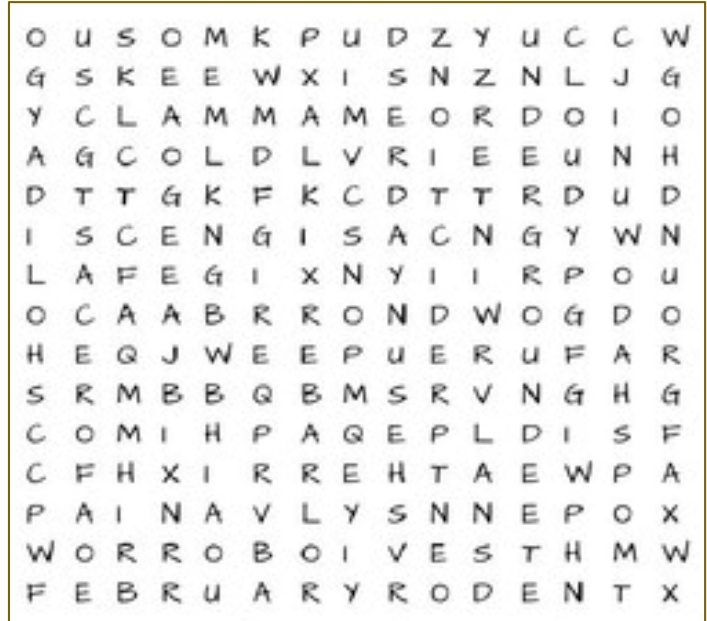 O U S O M K P U D Z Y U C C W
G S K E E W X I S N Z N L J G
Y C L A M M A M E O R D O I O
A G C O L D L V R I E E U N H
D T T G K F K C D T T R D U D
I S C E N G I S A C N G Y W N
L A F E G I X N Y I I R P O U
O C A A B R R O N D W O G D O
H E Q J W E E P U E R U F A R
S R M B B Q B M S R V N G H G
C O M I H P A Q E P L D I S F
C F H X I R R E H T A E W P A
P A I N A V L Y S N N E P O X
W O R R O B O I V E S T H M W
F E B R U A R Y R O D E N T X